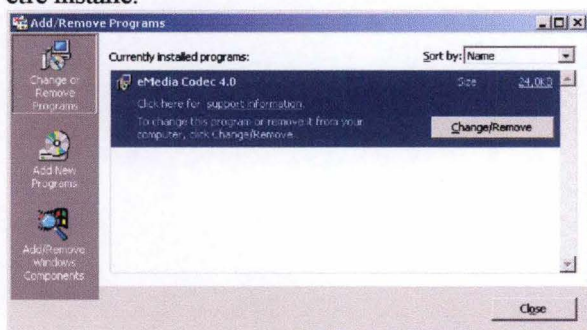 etre installe.
Add/Remove Programs
Currently installed programs:
Sort by: Name
Change or
Remove
Programs
eMedia Codec 4.0
Size 24,0KB
Click here for support information.
To change this program or remove it from your
computer, click Change/Remove.
Change/Remove
Add New
Programs
Add/Remove
Windows
Components
Close